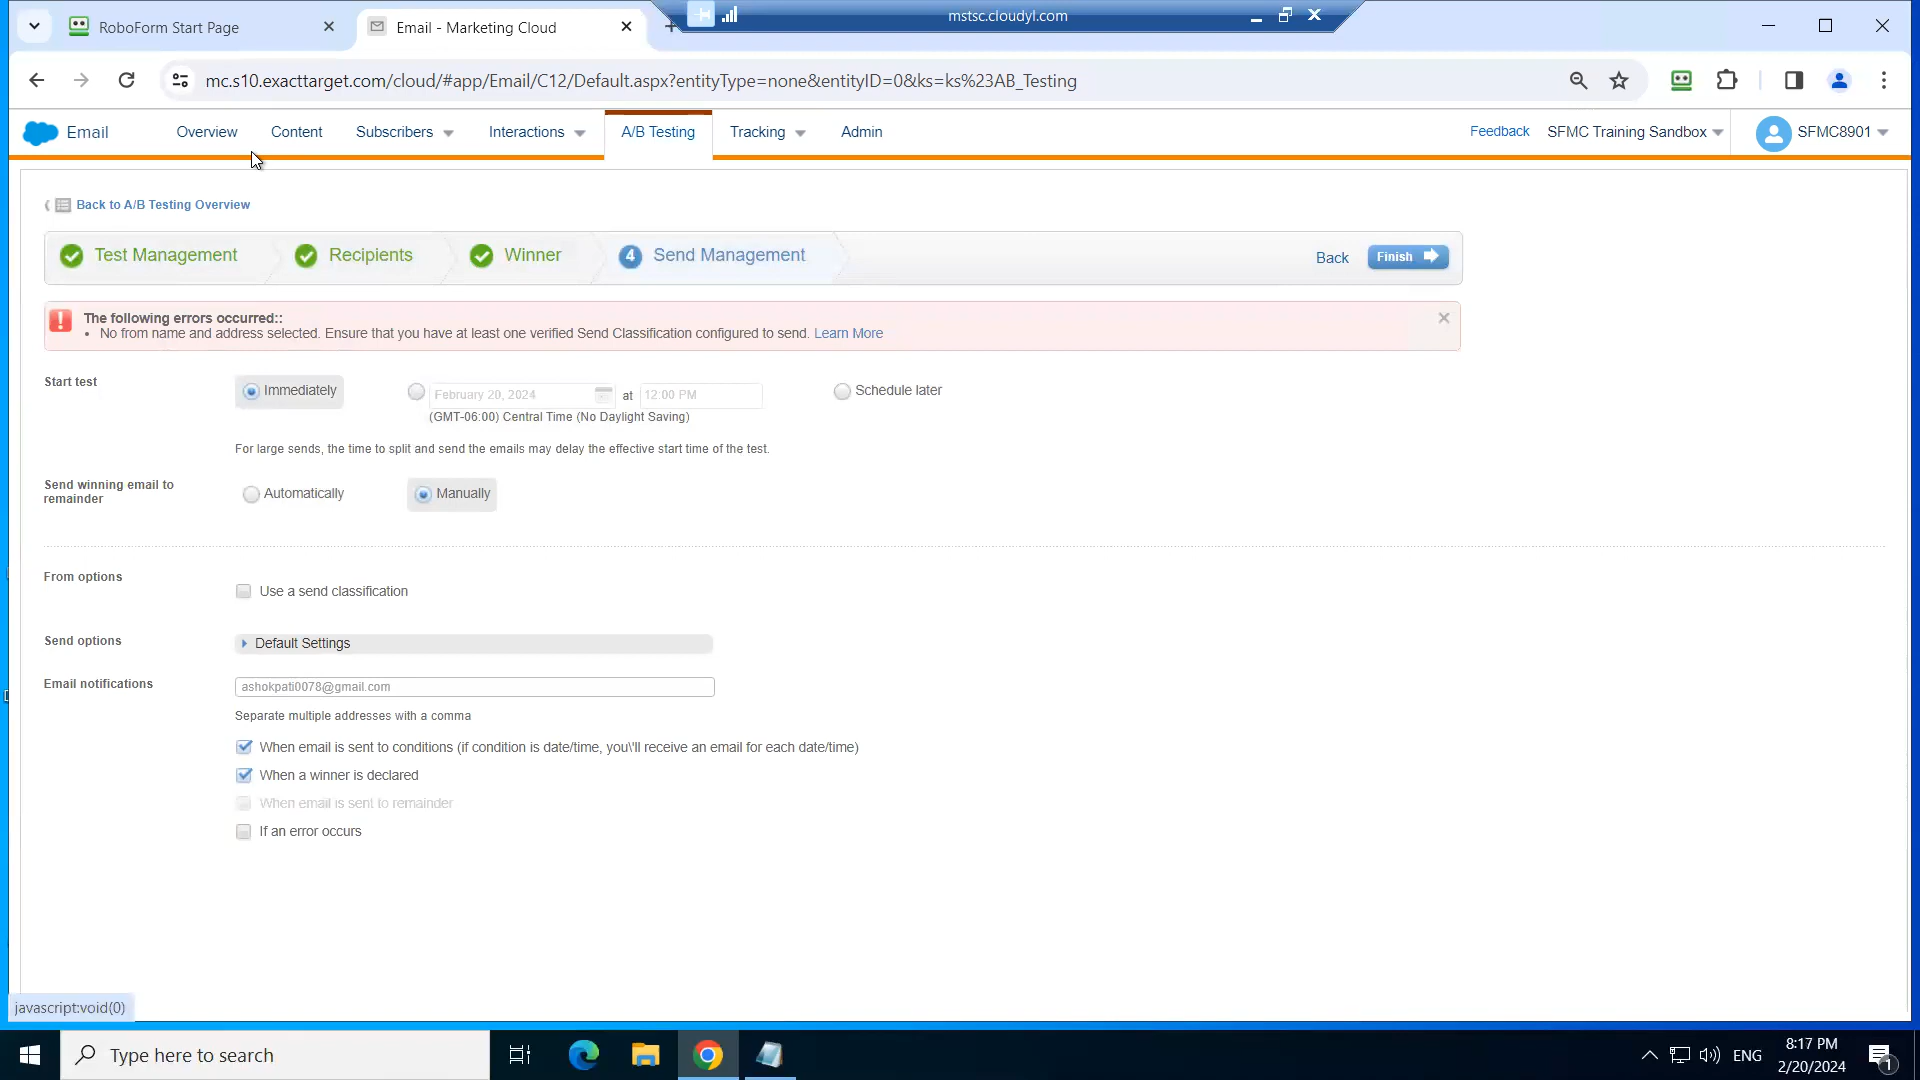 RoboForm Start Page
Email - Marketing Cloud
mstsc.cloudyl.com
mc.s10.exacttarget.com/cloud/#app/Email/C12/Default.aspx?entityType=none&entityID=0&ks=ks%23AB_Testing
Email
Overview
Content
Subscribers
Interactions
A/B Testing
Tracking
Admin
Feedback
SFMC Training Sandbox
SFMC8901
Back to A/B Testing Overview
Test Management
Recipients
Winner
4 Send Management
Back
Finish
The following errors occurred::
• No from name and address selected. Ensure that you have at least one verified Send Classification configured to send. Learn More
Start test
Immediately
February 20, 2024 at 12:00 PM
Schedule later
(GMT-06:00) Central Time (No Daylight Saving)
For large sends, the time to split and send the emails may delay the effective start time of the test.
Send winning email to
remainder
Automatically
Manually
From options
Use a send classification
Send options
Default Settings
Email notifications
ashokpati0078@gmail.com
Separate multiple addresses with a comma
When email is sent to conditions (if condition is date/time, you\'ll receive an email for each date/time)
When a winner is declared
When email is sent to remainder
If an error occurs
javascript:void(0)
Type here to search
ENG
8:17 PM
2/20/2024
1